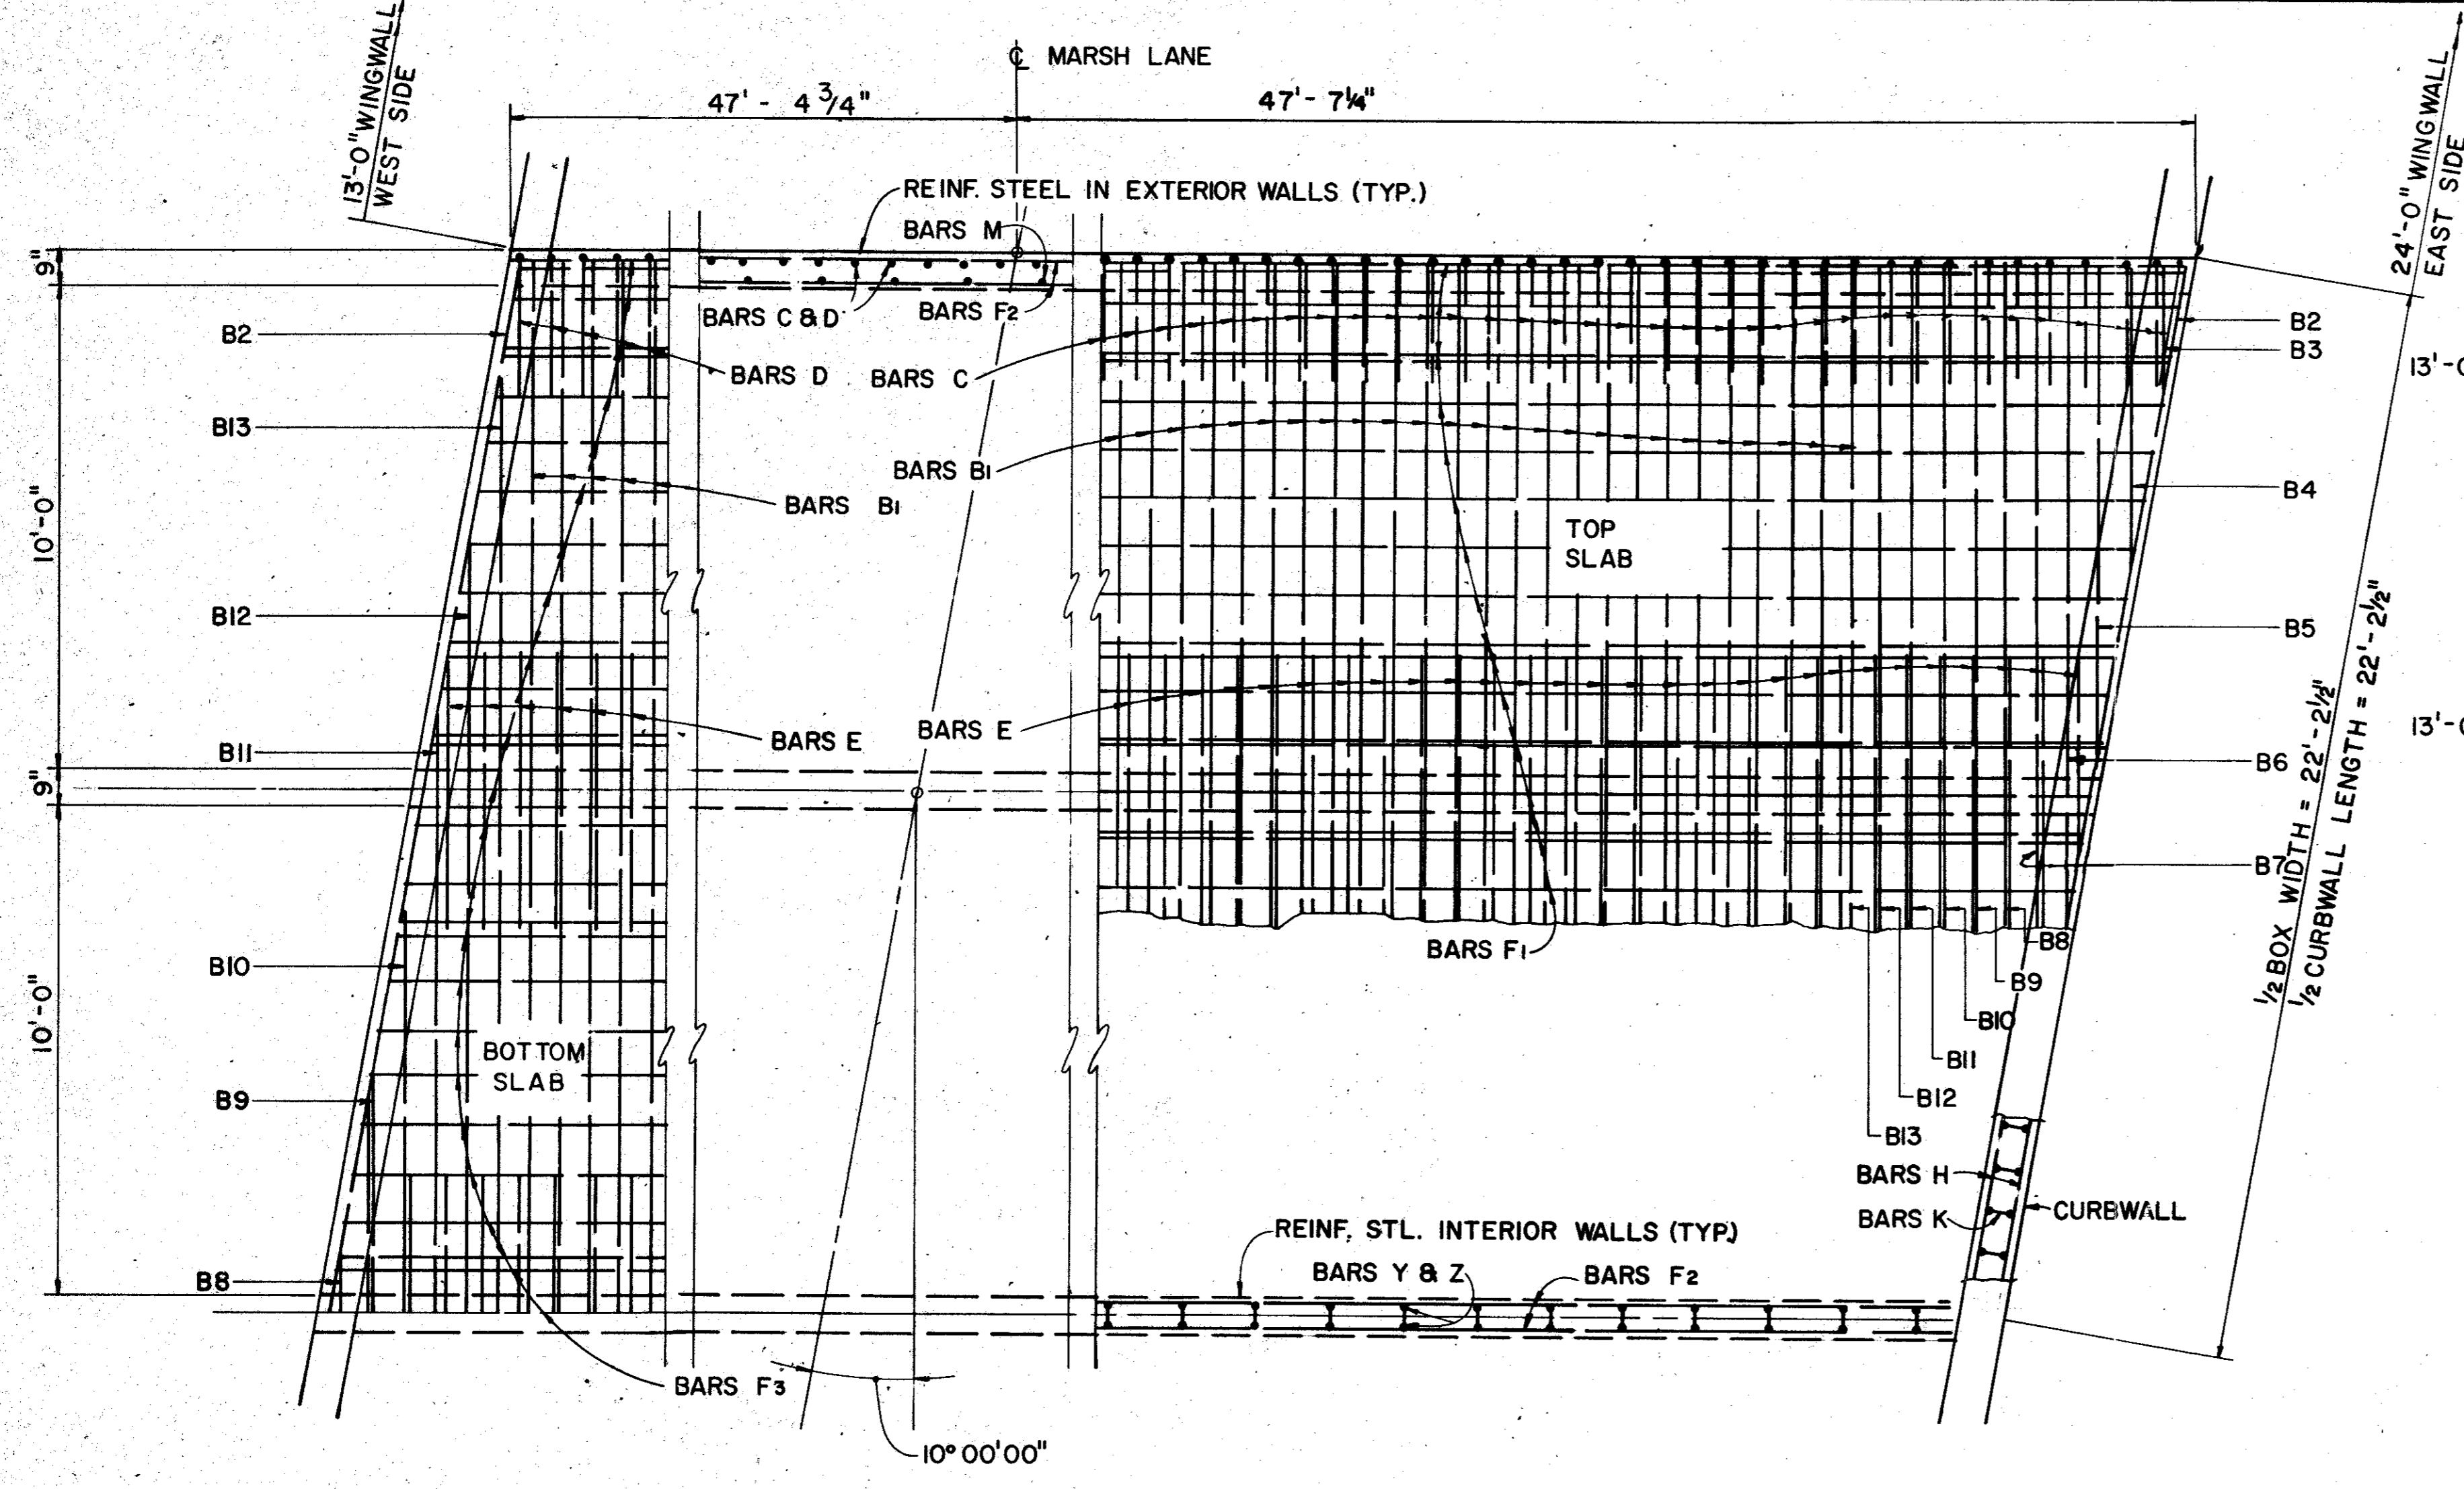 ℄ MARSH LANE
47' - 4 3/4"
47'- 7 1/4"
13'-0" WINGWALL
WEST SIDE
24'-0" WINGWALL
EAST SIDE
REINF. STEEL IN EXTERIOR WALLS (TYP.)
BARS M
9"
B2
BARS C & D
BARS F2
B2
B3
BARS D
BARS C
B13
BARS B1
BARS B1
B4
10'-0"
TOP
SLAB
B12
B5
BARS E
BARS E
B11
B6
9"
B7
1/2 BOX WIDTH = 22'-2 1/2"
1/2 CURBWALL LENGTH = 22'-2 1/2"
BARS F1
B8
B10
B9
10'-0"
B10
BOTTOM
SLAB
B11
B9
B12
B13
BARS H
BARS K
CURBWALL
REINF. STL. INTERIOR WALLS (TYP.)
BARS Y & Z
BARS F2
B8
BARS F3
10°00'00"